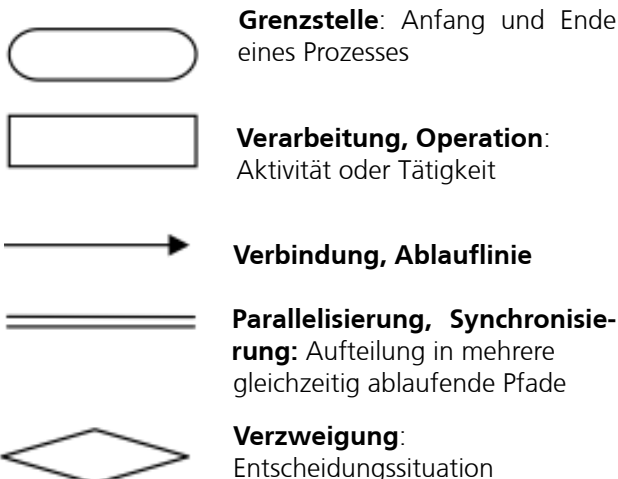 Grenzstelle: Anfang und Ende
eines Prozesses
Verarbeitung, Operation:
Aktivität oder Tätigkeit
Verbindung, Ablauflinie
Parallelisierung, Synchronisie-
rung: Aufteilung in mehrere
gleichzeitig ablaufende Pfade
Verzweigung:
Entscheidungssituation